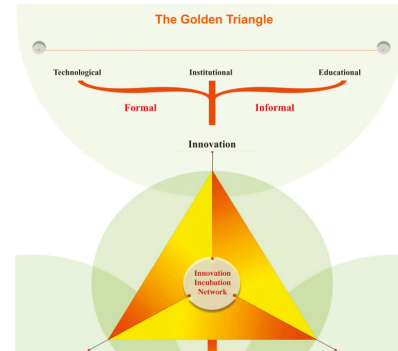 The Golden Triangle
Technological Institutional Educational
Formal Informal
Innovation
Innovation
Incubation
Network